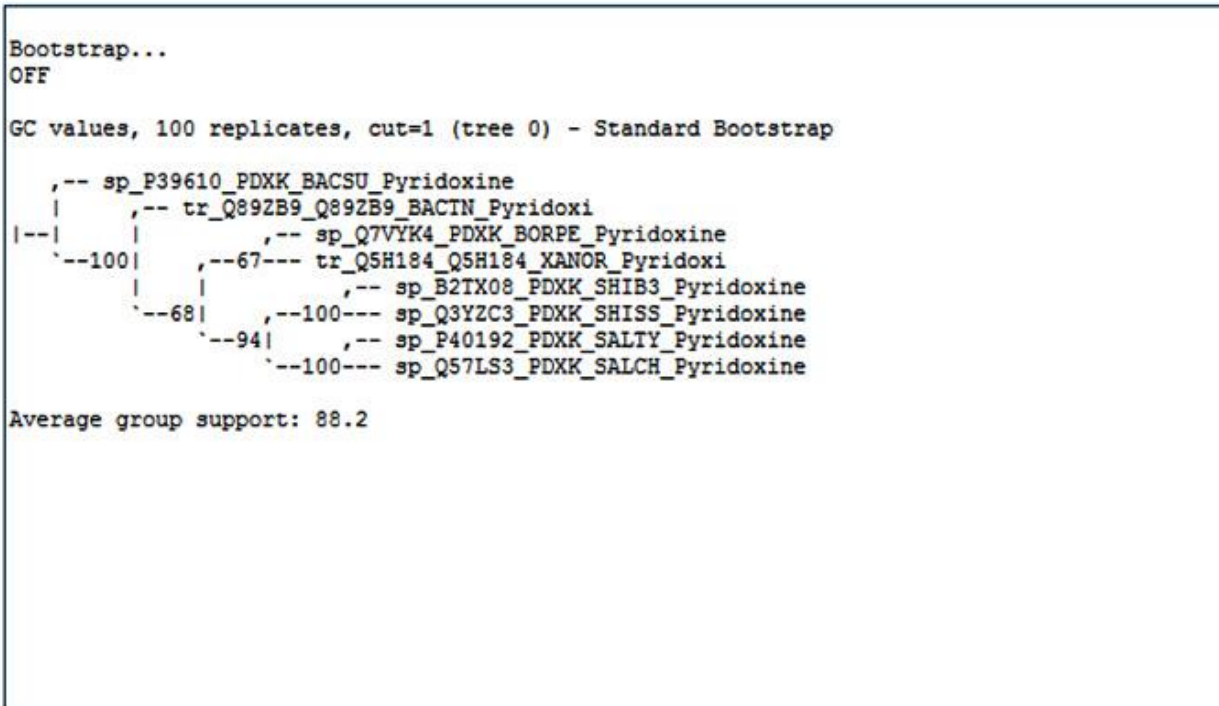 Bootstrap...
OFF
GC values, 100 replicates, cut=1 (tree 0) - Standard Bootstrap
   ,-- sp_P39610_PDXK_BACSU_Pyridoxine
   |     ,-- tr_Q89ZB9_Q89ZB9_BACTN_Pyridoxi
|--|     |         ,-- sp_Q7VYK4_PDXK_BORPE_Pyridoxine
   `--100|    ,--67--- tr_Q5H184_Q5H184_XANOR_Pyridoxi
         |    |          ,-- sp_B2TX08_PDXK_SHIB3_Pyridoxine
         `--68|    ,--100--- sp_Q3YZC3_PDXK_SHISS_Pyridoxine
              `--94|     ,-- sp_P40192_PDXK_SALTY_Pyridoxine
                   `--100--- sp_Q57LS3_PDXK_SALCH_Pyridoxine
Average group support: 88.2